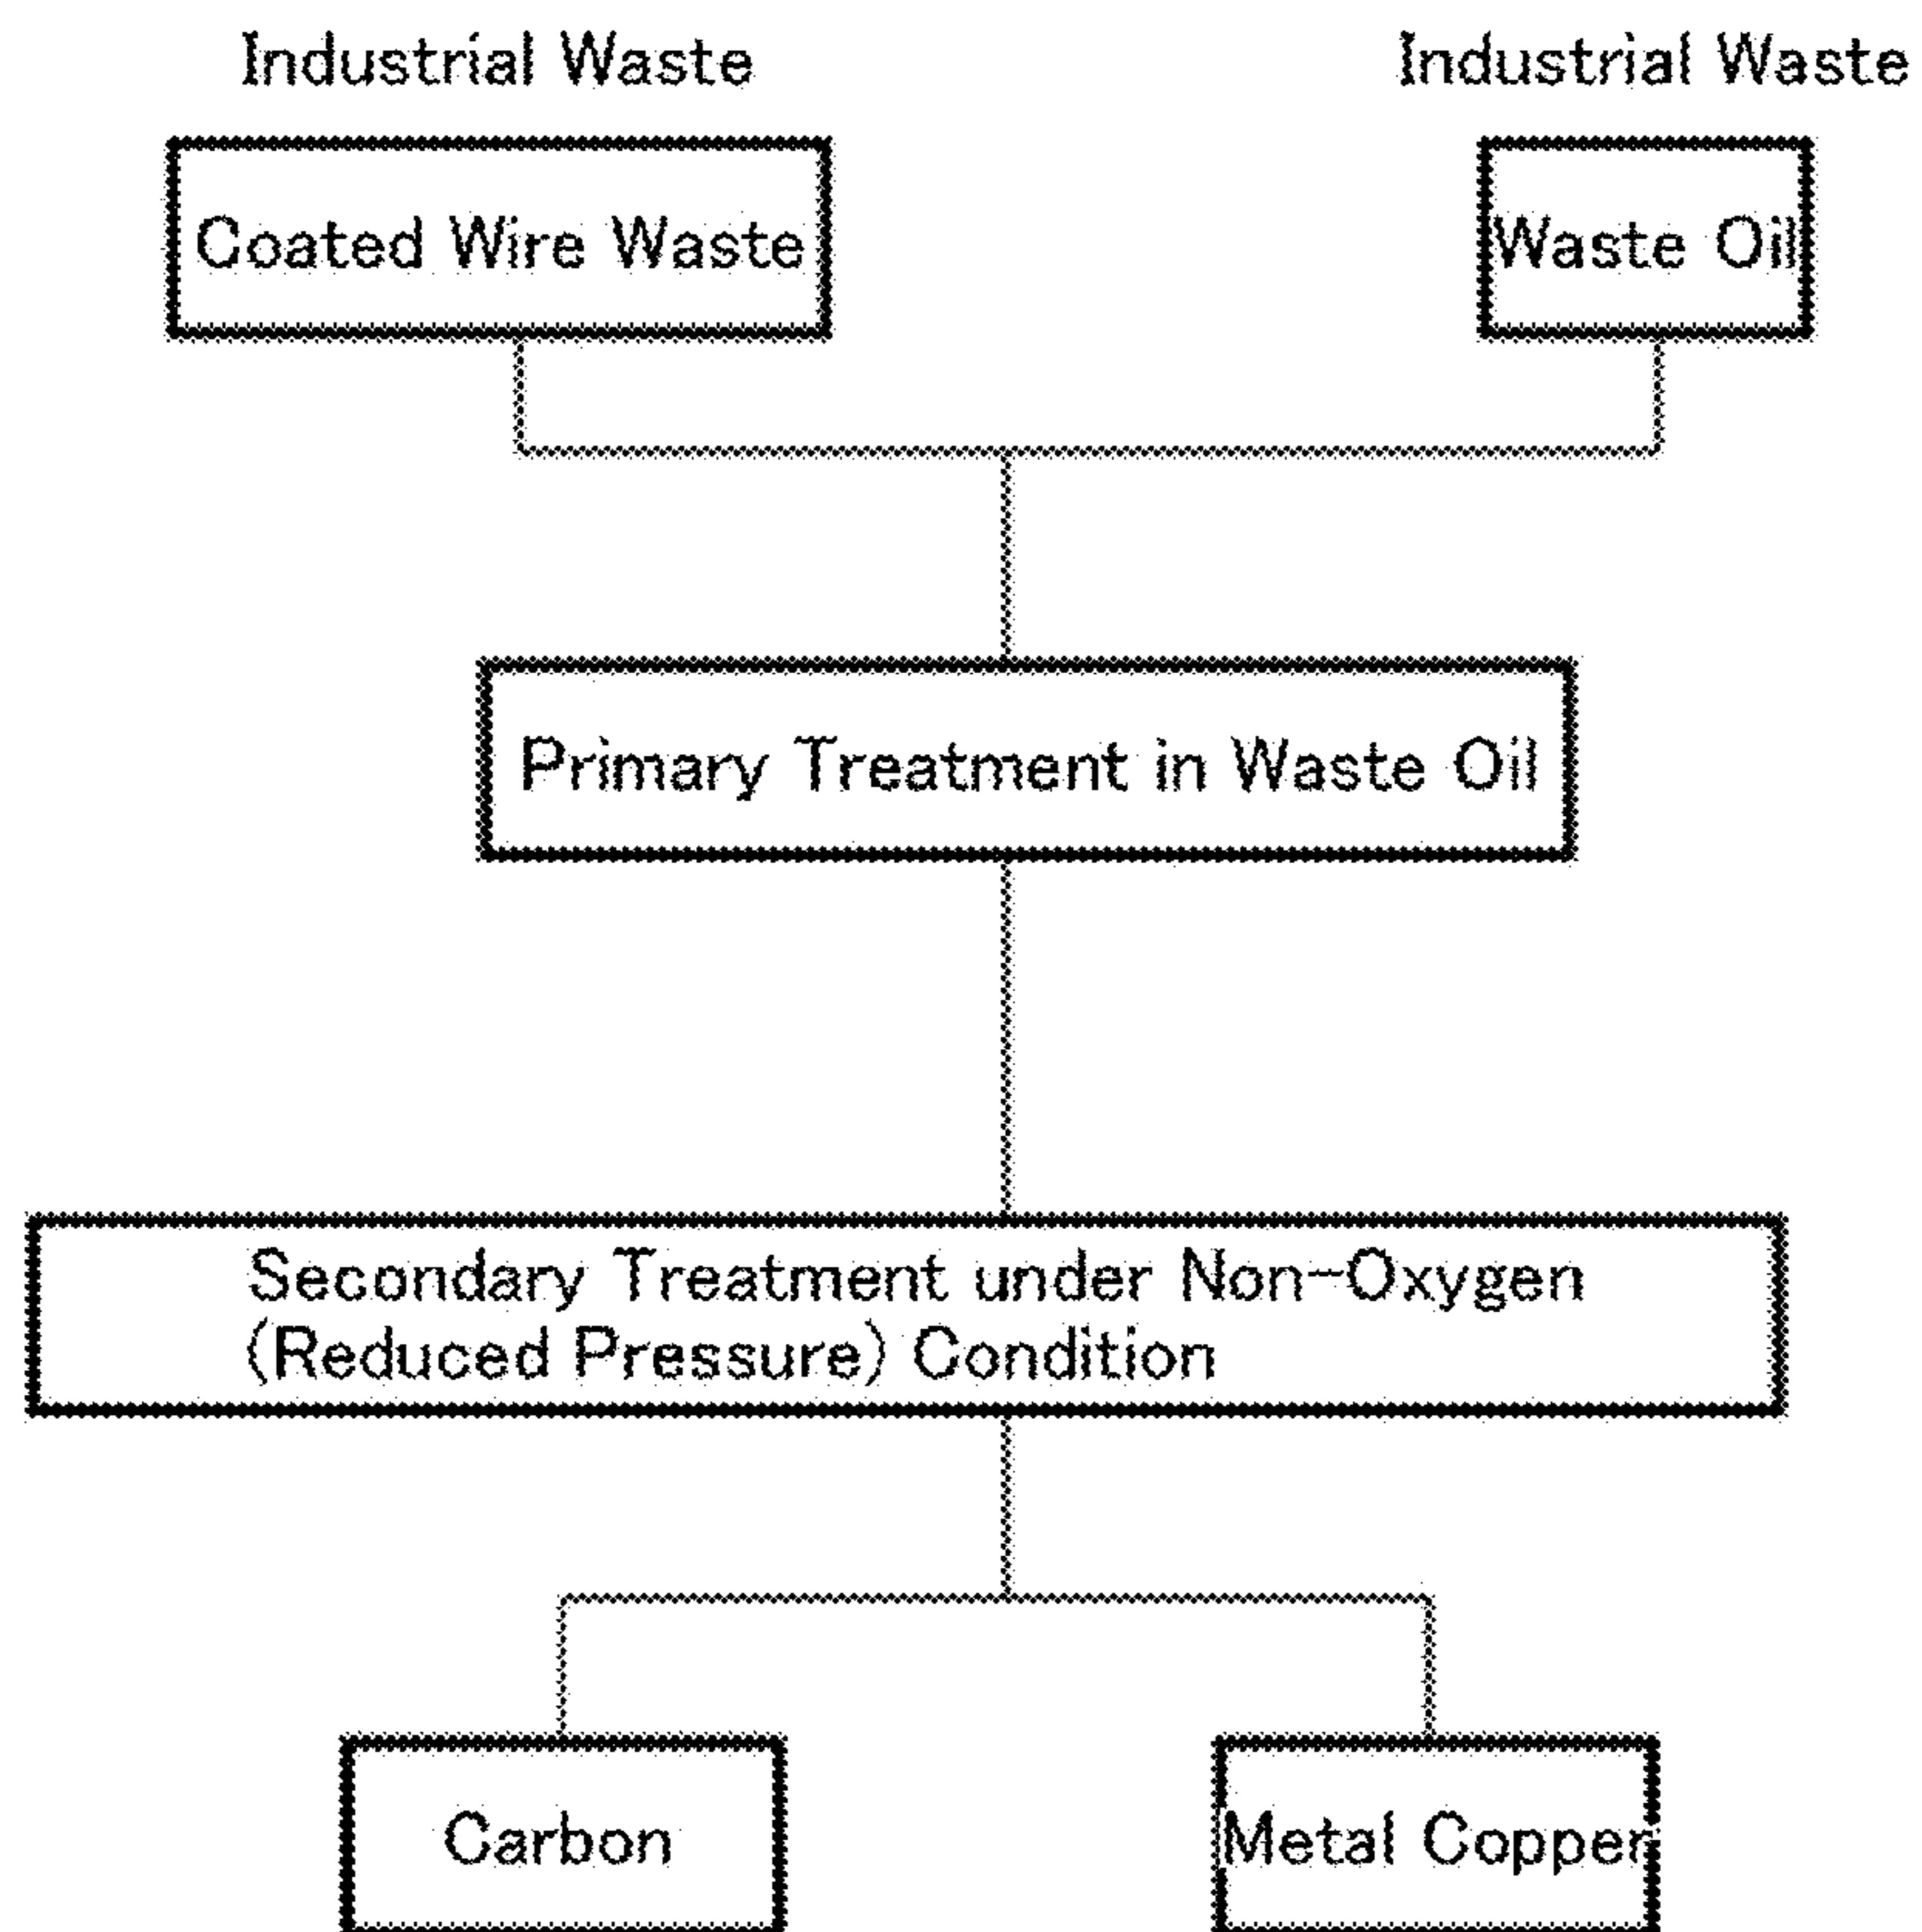 Industrial Waste
Industrial Waste
Coated Wire Waste
Waste Oil
Primary Treatment in Waste Oil
Secondary Treatment under Non-Oxygen
(Reduced Pressure) Condition
Carbon
Metal Copper